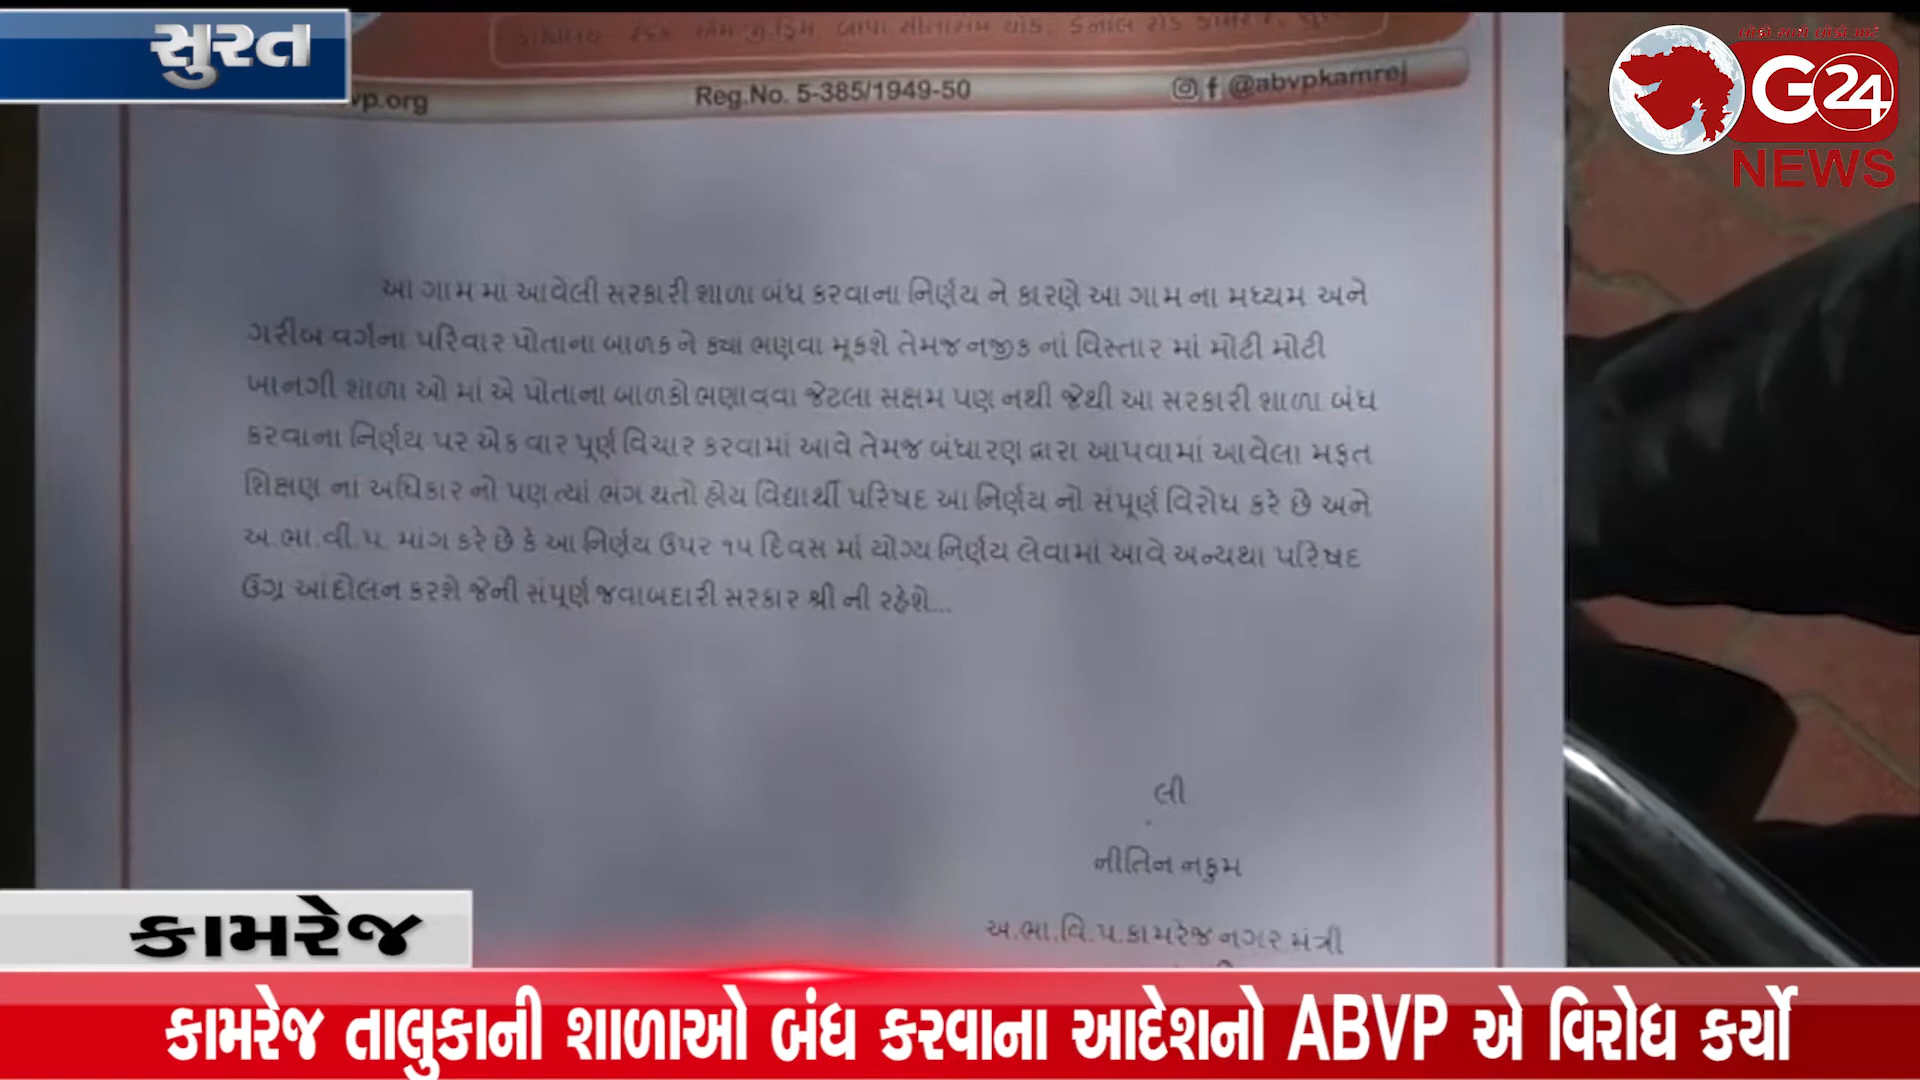 સુરત
લોકો સાથે લોકો માટે
G24
NEWS
vp.org
Reg.No. 5-385/1949-50
@abvpkamrej
આ ગામ માં આવેલી સરકારી શાળા બંધ કરવાના નિર્ણય ને કારણે આ ગામ ના મધ્યમ અને
ગરીબ વર્ગના પરિવાર પોતાના બાળક ને ક્યાં ભણવા મૂકશે તેમજ નજીક નાં વિસ્તાર માં મોટી મોટી
ખાનગી શાળા ઓ માં એ પોતાના બાળકો ભણાવવા જેટલા સક્ષમ પણ નથી જેથી આ સરકારી શાળા બંધ
કરવાના નિર્ણય પર એક વાર પૂર્ણ વિચાર કરવામાં આવે તેમજ બંધારણ દ્વારા આપવામાં આવેલા મફત
શિક્ષણ નાં અધિકાર નો પણ ત્યાં ભંગ થતો હોય વિદ્યાર્થી પરિષદ આ નિર્ણય નો સંપૂર્ણ વિરોધ કરે છે અને
અ.ભા.વી.પ. માંગ કરે છે કે આ નિર્ણય ઉપર ૧૫ દિવસ માં યોગ્ય નિર્ણય લેવામાં આવે અન્યથા પરિષદ
ઉગ્ર આંદોલન કરશે જેની સંપૂર્ણ જવાબદારી સરકાર શ્રી ની રહેશે...
લી
નીતિન નકુમ
અ.ભા.વિ.પ.કામરેજ નગર મંત્રી
કામરેજ
કામરેજ તાલુકાની શાળાઓ બંધ કરવાના આદેશનો ABVP એ વિરોધ કર્યો